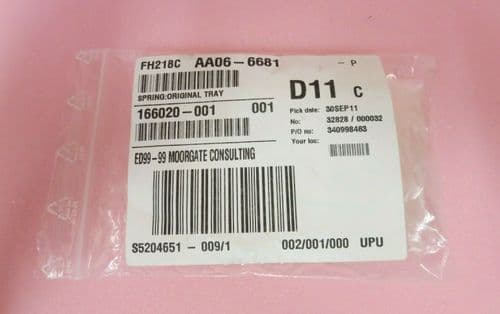 FH218C AA06-6681 - P
SPRING:ORIGINAL TRAY
166020-001 001
D11 C
Pick date: 30SEP11
No: 32828 / 000032
P/O no: 340998463
Your loc:
ED99-99 MOORGATE CONSULTING
S5204651 - 009/1 002/001/000 UPU